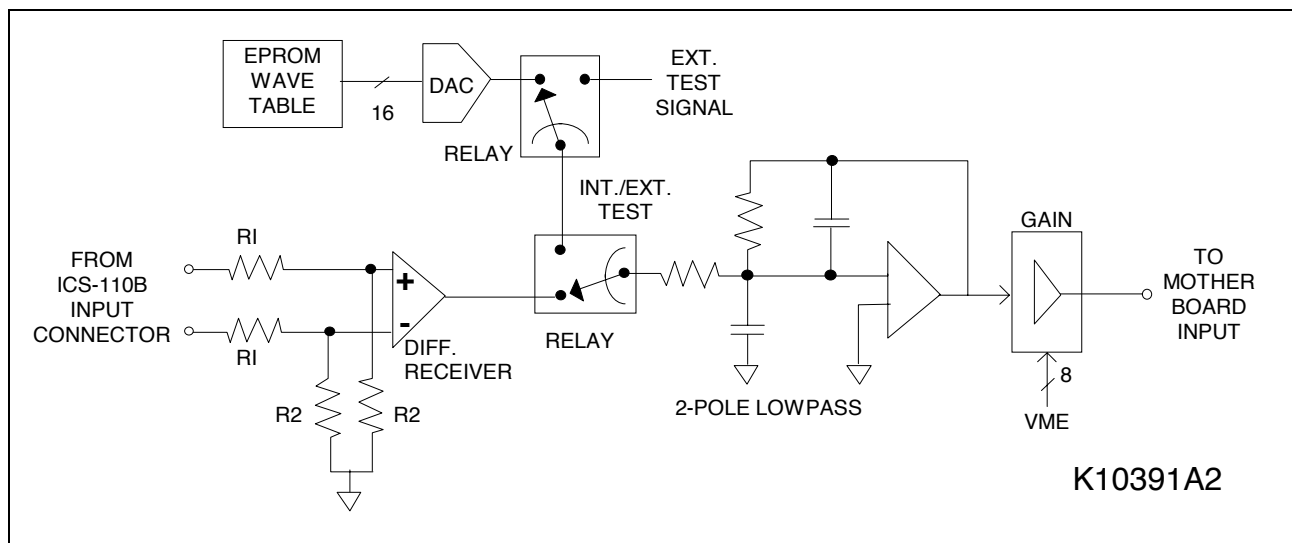 EPROM
WAVE
TABLE
16
DAC
EXT.
TEST
SIGNAL
RELAY
INT./EXT.
TEST
GAIN
FROM
ICS-110B
INPUT
CONNECTOR
RI
RI
+
-
DIFF.
RECEIVER
RELAY
R2
R2
2-POLE LOWPASS
8
VME
TO
MOTHER
BOARD
INPUT
K10391A2